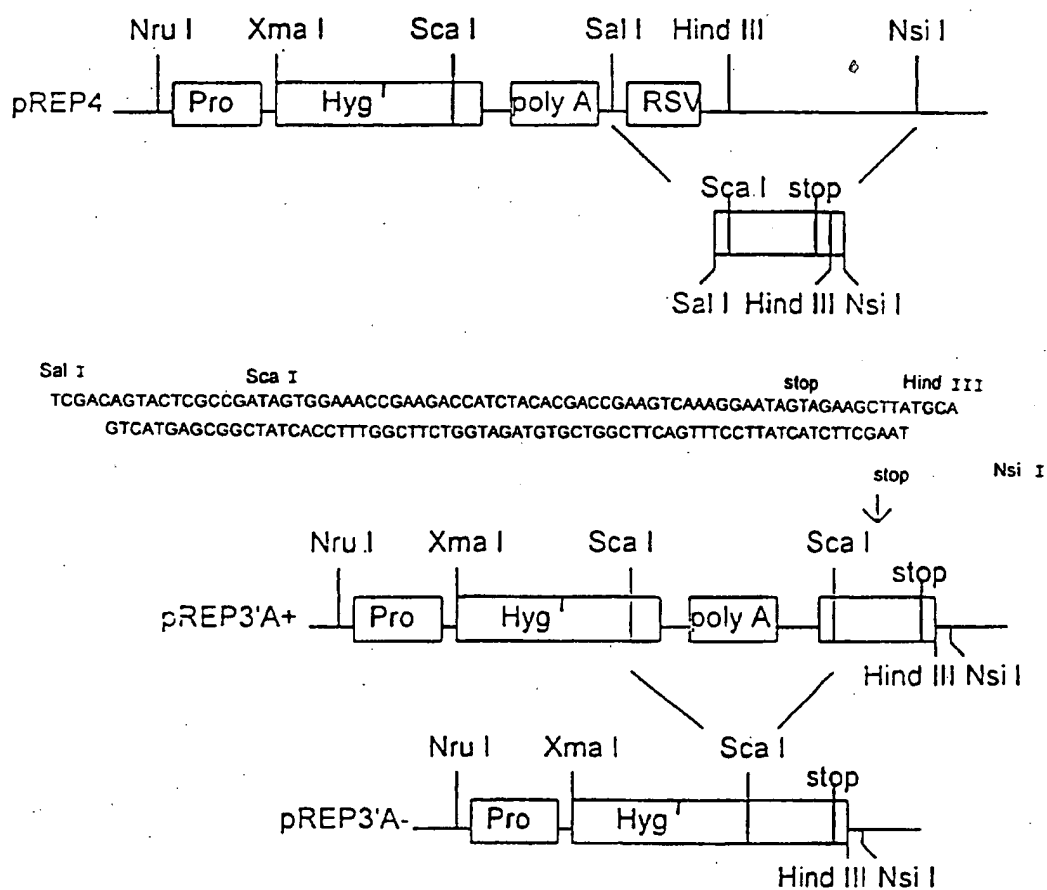 Nru I Xma I Sca I Sal I Hind III Nsi I
pREP4 Pro Hyg' poly A RSV
Sca I stop
Sal I Hind III Nsi I
Sal I Sca I stop Hind III
TCGACAGTACTCGCCGATAGTGGAAACCGAAGACCATCTACACGACCGAAGTCAAAGGAATAGTAGAAGCTTATGCA
GTCATGAGCGGCTATCACCTTTGGCTTCTGGTAGATGTGCTGGCTTCAGTTTCCTTATCATCTTCGAAT
stop Nsi I
Nru I Xma I Sca I Sca I stop
pREP3'A+ Pro Hyg' poly A
Hind III Nsi I
Nru I Xma I Sca I stop
pREP3'A- Pro Hyg'
Hind III Nsi I